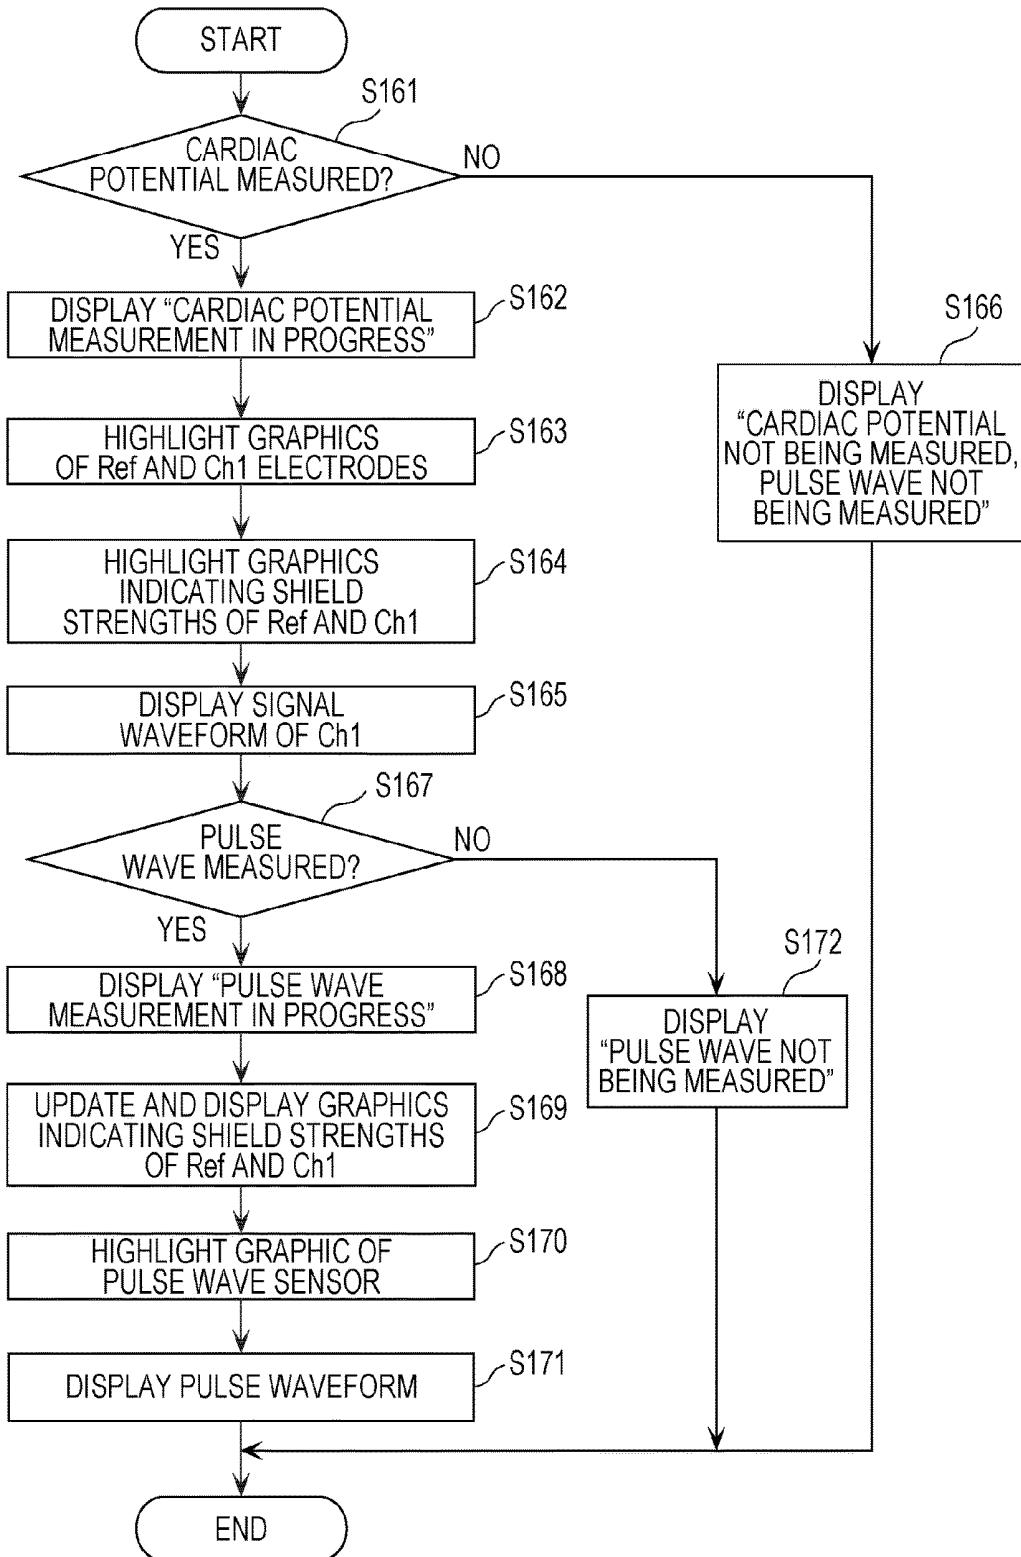 START
S161
CARDIAC
POTENTIAL MEASURED?
NO
YES
DISPLAY “CARDIAC POTENTIAL
MEASUREMENT IN PROGRESS”
S162
S166
DISPLAY
“CARDIAC POTENTIAL
NOT BEING MEASURED,
PULSE WAVE NOT
BEING MEASURED”
HIGHLIGHT GRAPHICS
OF Ref AND Ch1 ELECTRODES
S163
HIGHLIGHT GRAPHICS
INDICATING SHIELD
STRENGTHS OF Ref AND Ch1
S164
DISPLAY SIGNAL
WAVEFORM OF Ch1
S165
S167
PULSE
WAVE MEASURED?
NO
YES
DISPLAY “PULSE WAVE
MEASUREMENT IN PROGRESS”
S168
S172
DISPLAY
“PULSE WAVE NOT
BEING MEASURED”
UPDATE AND DISPLAY GRAPHICS
INDICATING SHIELD STRENGTHS
OF Ref AND Ch1
S169
HIGHLIGHT GRAPHIC OF
PULSE WAVE SENSOR
S170
DISPLAY PULSE WAVEFORM
S171
END